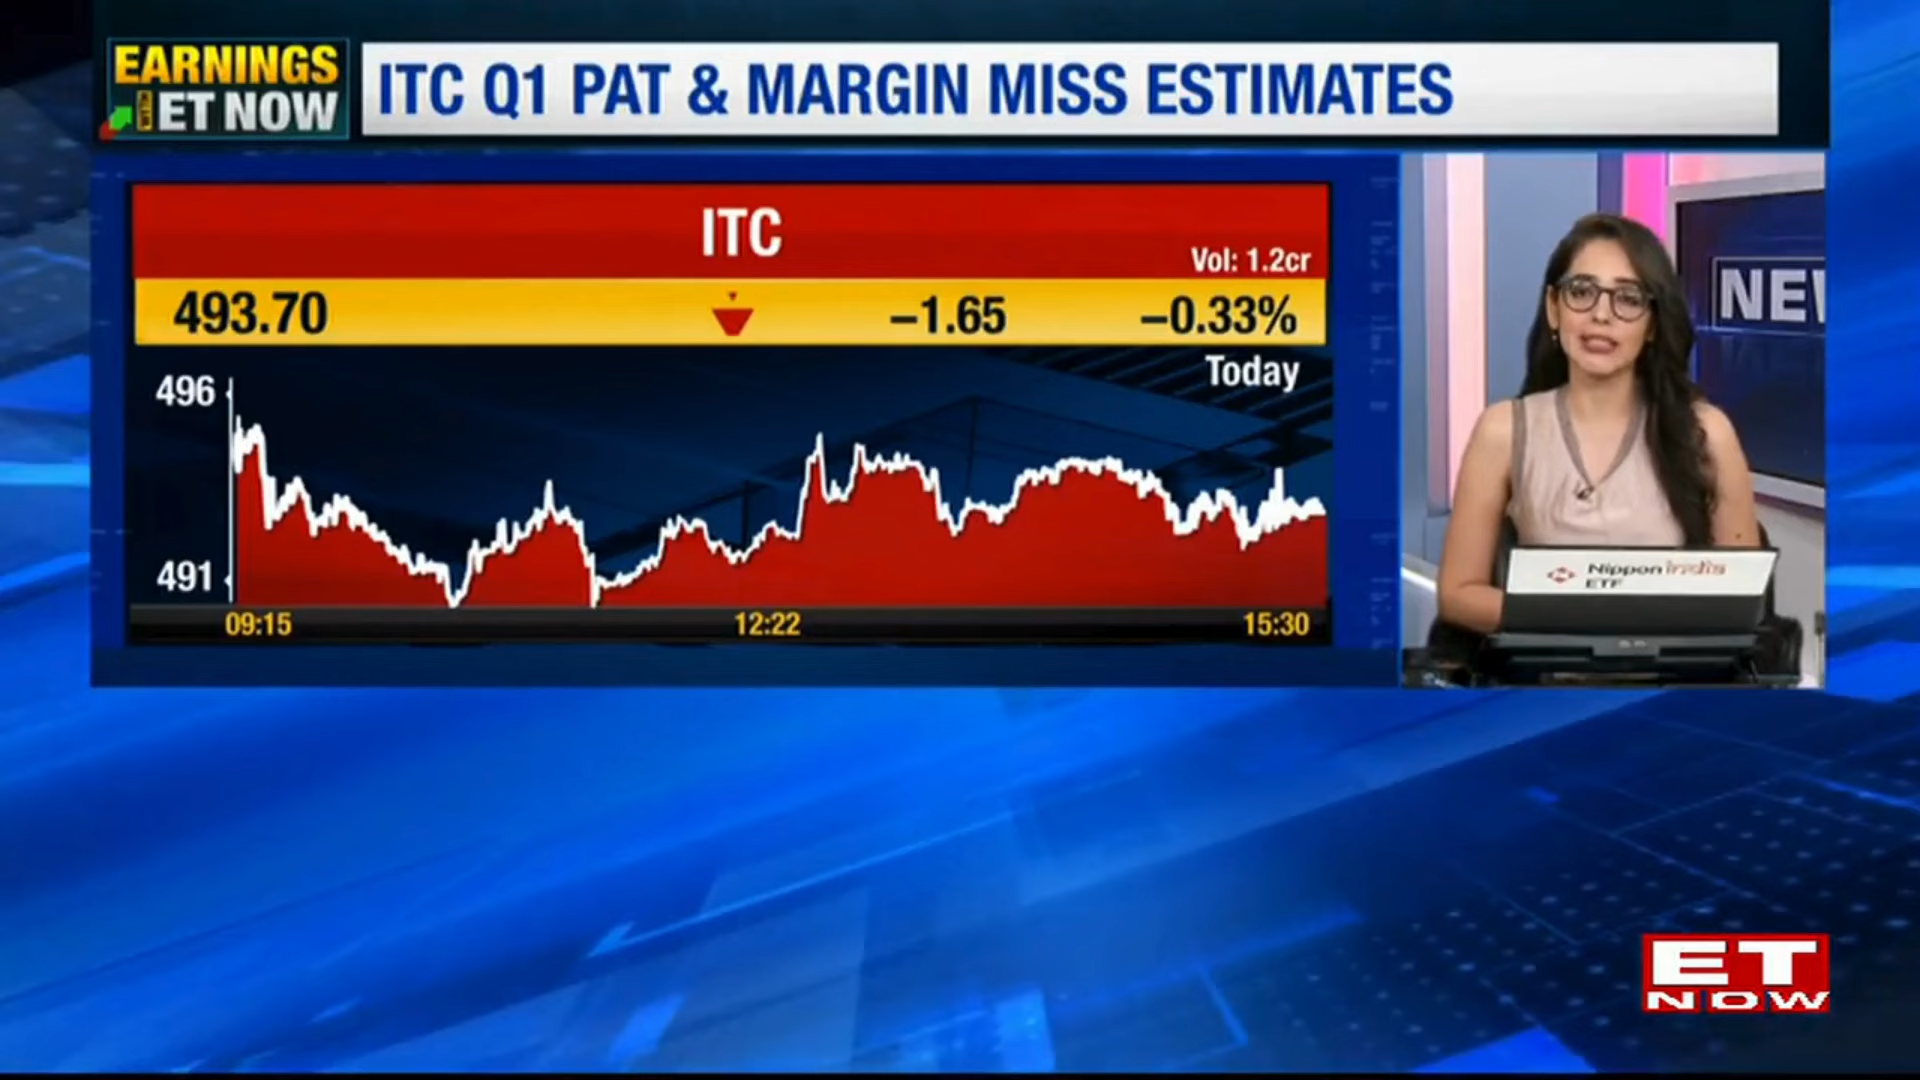 EARNINGS
ET NOW
ITC Q1 PAT & MARGIN MISS ESTIMATES
ITC
Vol: 1.2cr
493.70 −1.65 −0.33%
Today
496
491
09:15 12:22 15:30
NEW
Nippon india
ETF
ET
NOW